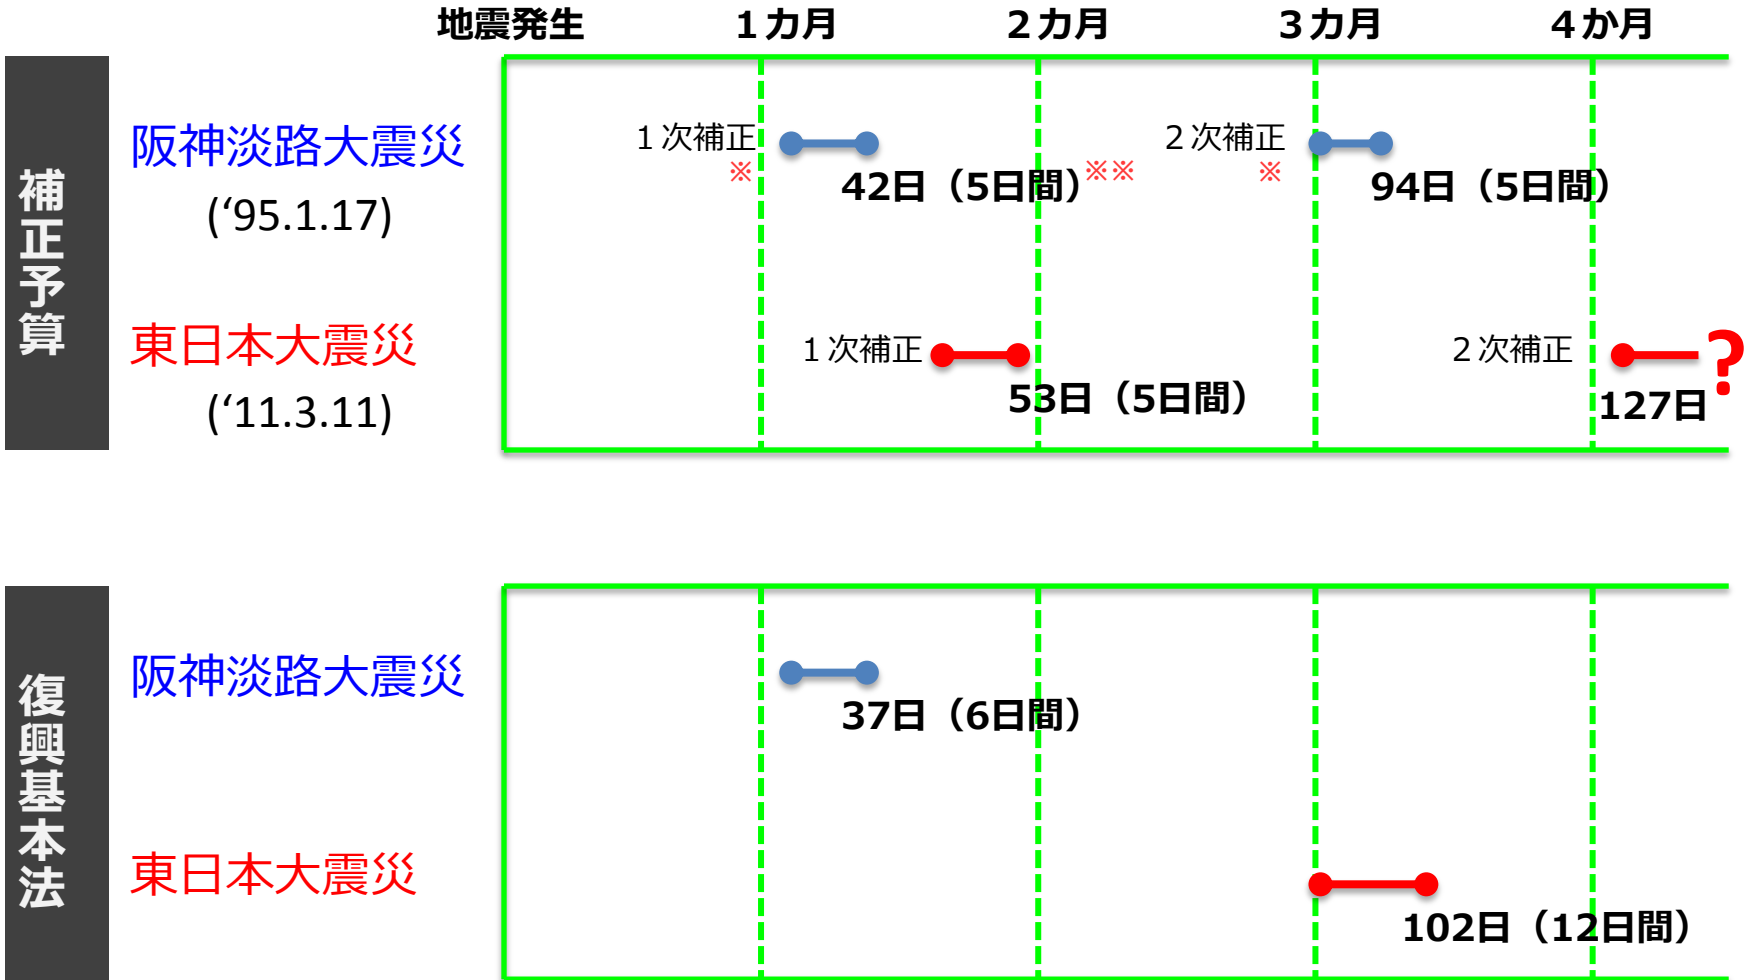 地震発生
１カ月
２カ月
３カ月
４か月
補正予算
阪神淡路大震災
(‘95.1.17)
１次補正
※
42日（5日間）※※
２次補正
※
94日（5日間）
東日本大震災
(‘11.3.11)
１次補正
53日（5日間）
２次補正
127日
?
復興基本法
阪神淡路大震災
37日（6日間）
東日本大震災
102日（12日間）